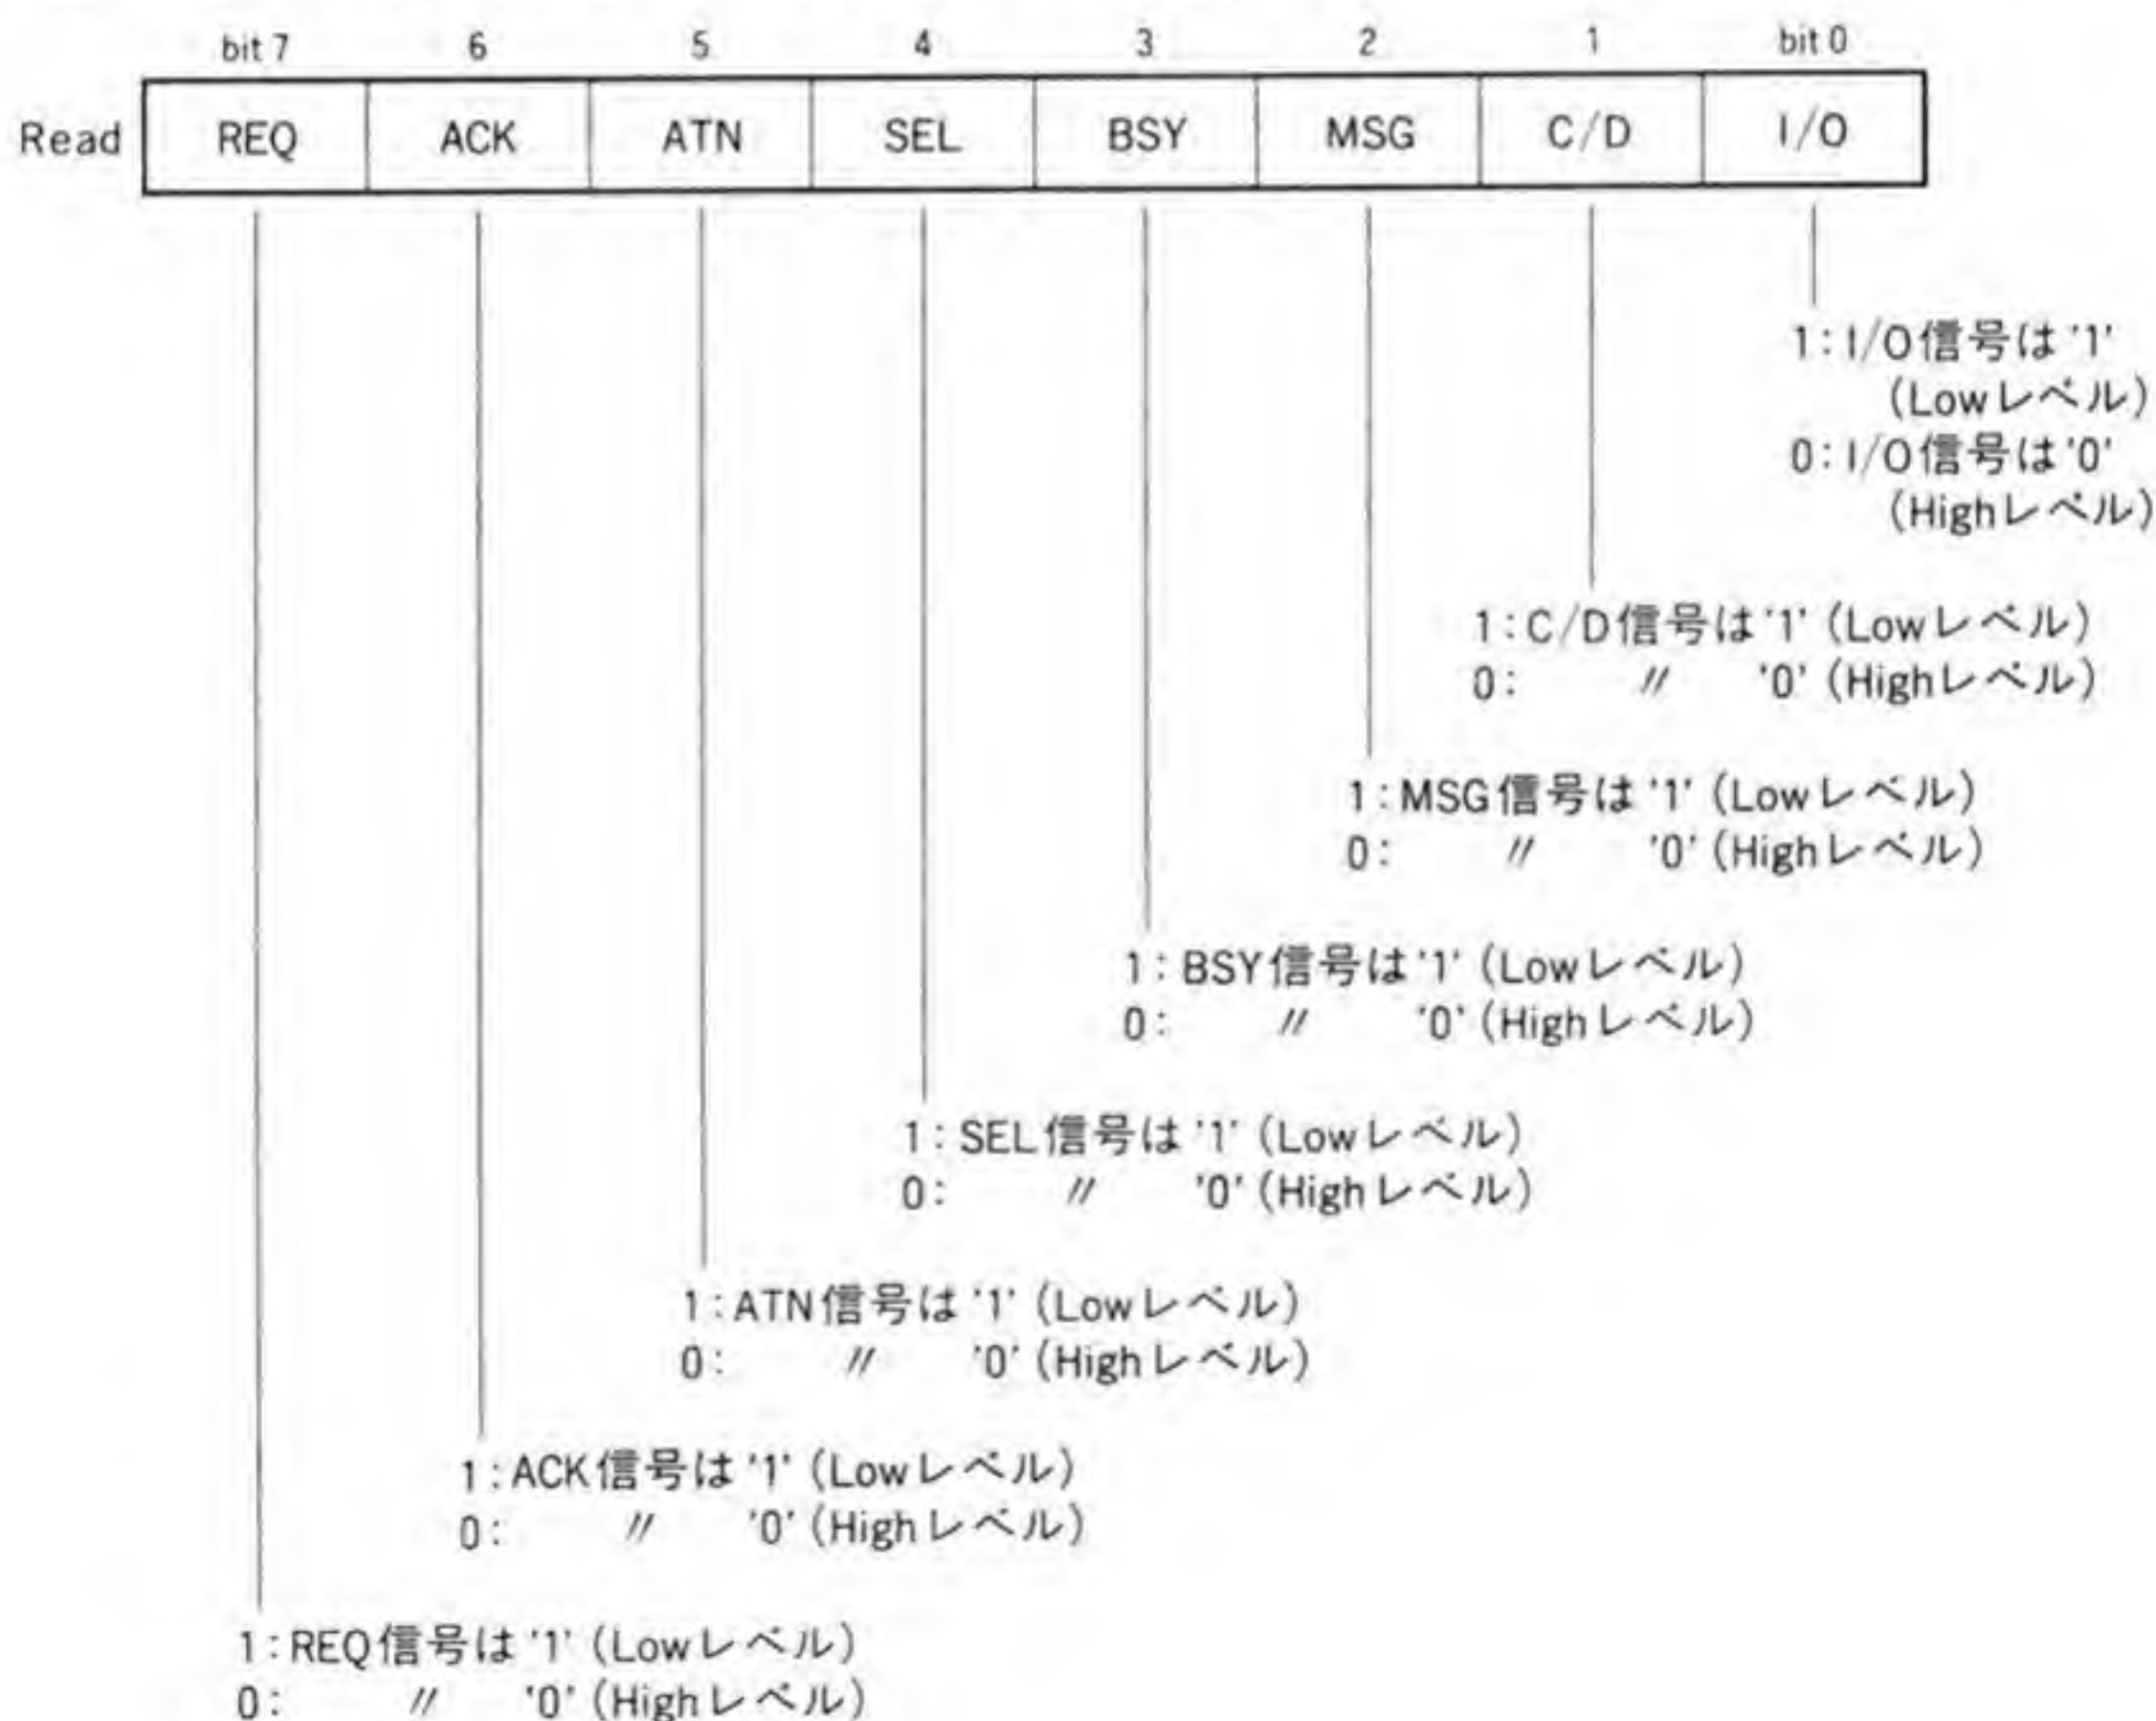 bit 7 6 5 4 3 2 1 bit 0
Read REQ ACK ATN SEL BSY MSG C/D I/O
1:I/O信号は'1'
(Lowレベル)
0:I/O信号は'0'
(Highレベル)
1:C/D信号は'1'(Lowレベル)
0: 〃 '0'(Highレベル)
1:MSG信号は'1'(Lowレベル)
0: 〃 '0'(Highレベル)
1:BSY信号は'1'(Lowレベル)
0: 〃 '0'(Highレベル)
1:SEL信号は'1'(Lowレベル)
0: 〃 '0'(Highレベル)
1:ATN信号は'1'(Lowレベル)
0: 〃 '0'(Highレベル)
1:ACK信号は'1'(Lowレベル)
0: 〃 '0'(Highレベル)
1:REQ信号は'1'(Lowレベル)
0: 〃 '0'(Highレベル)